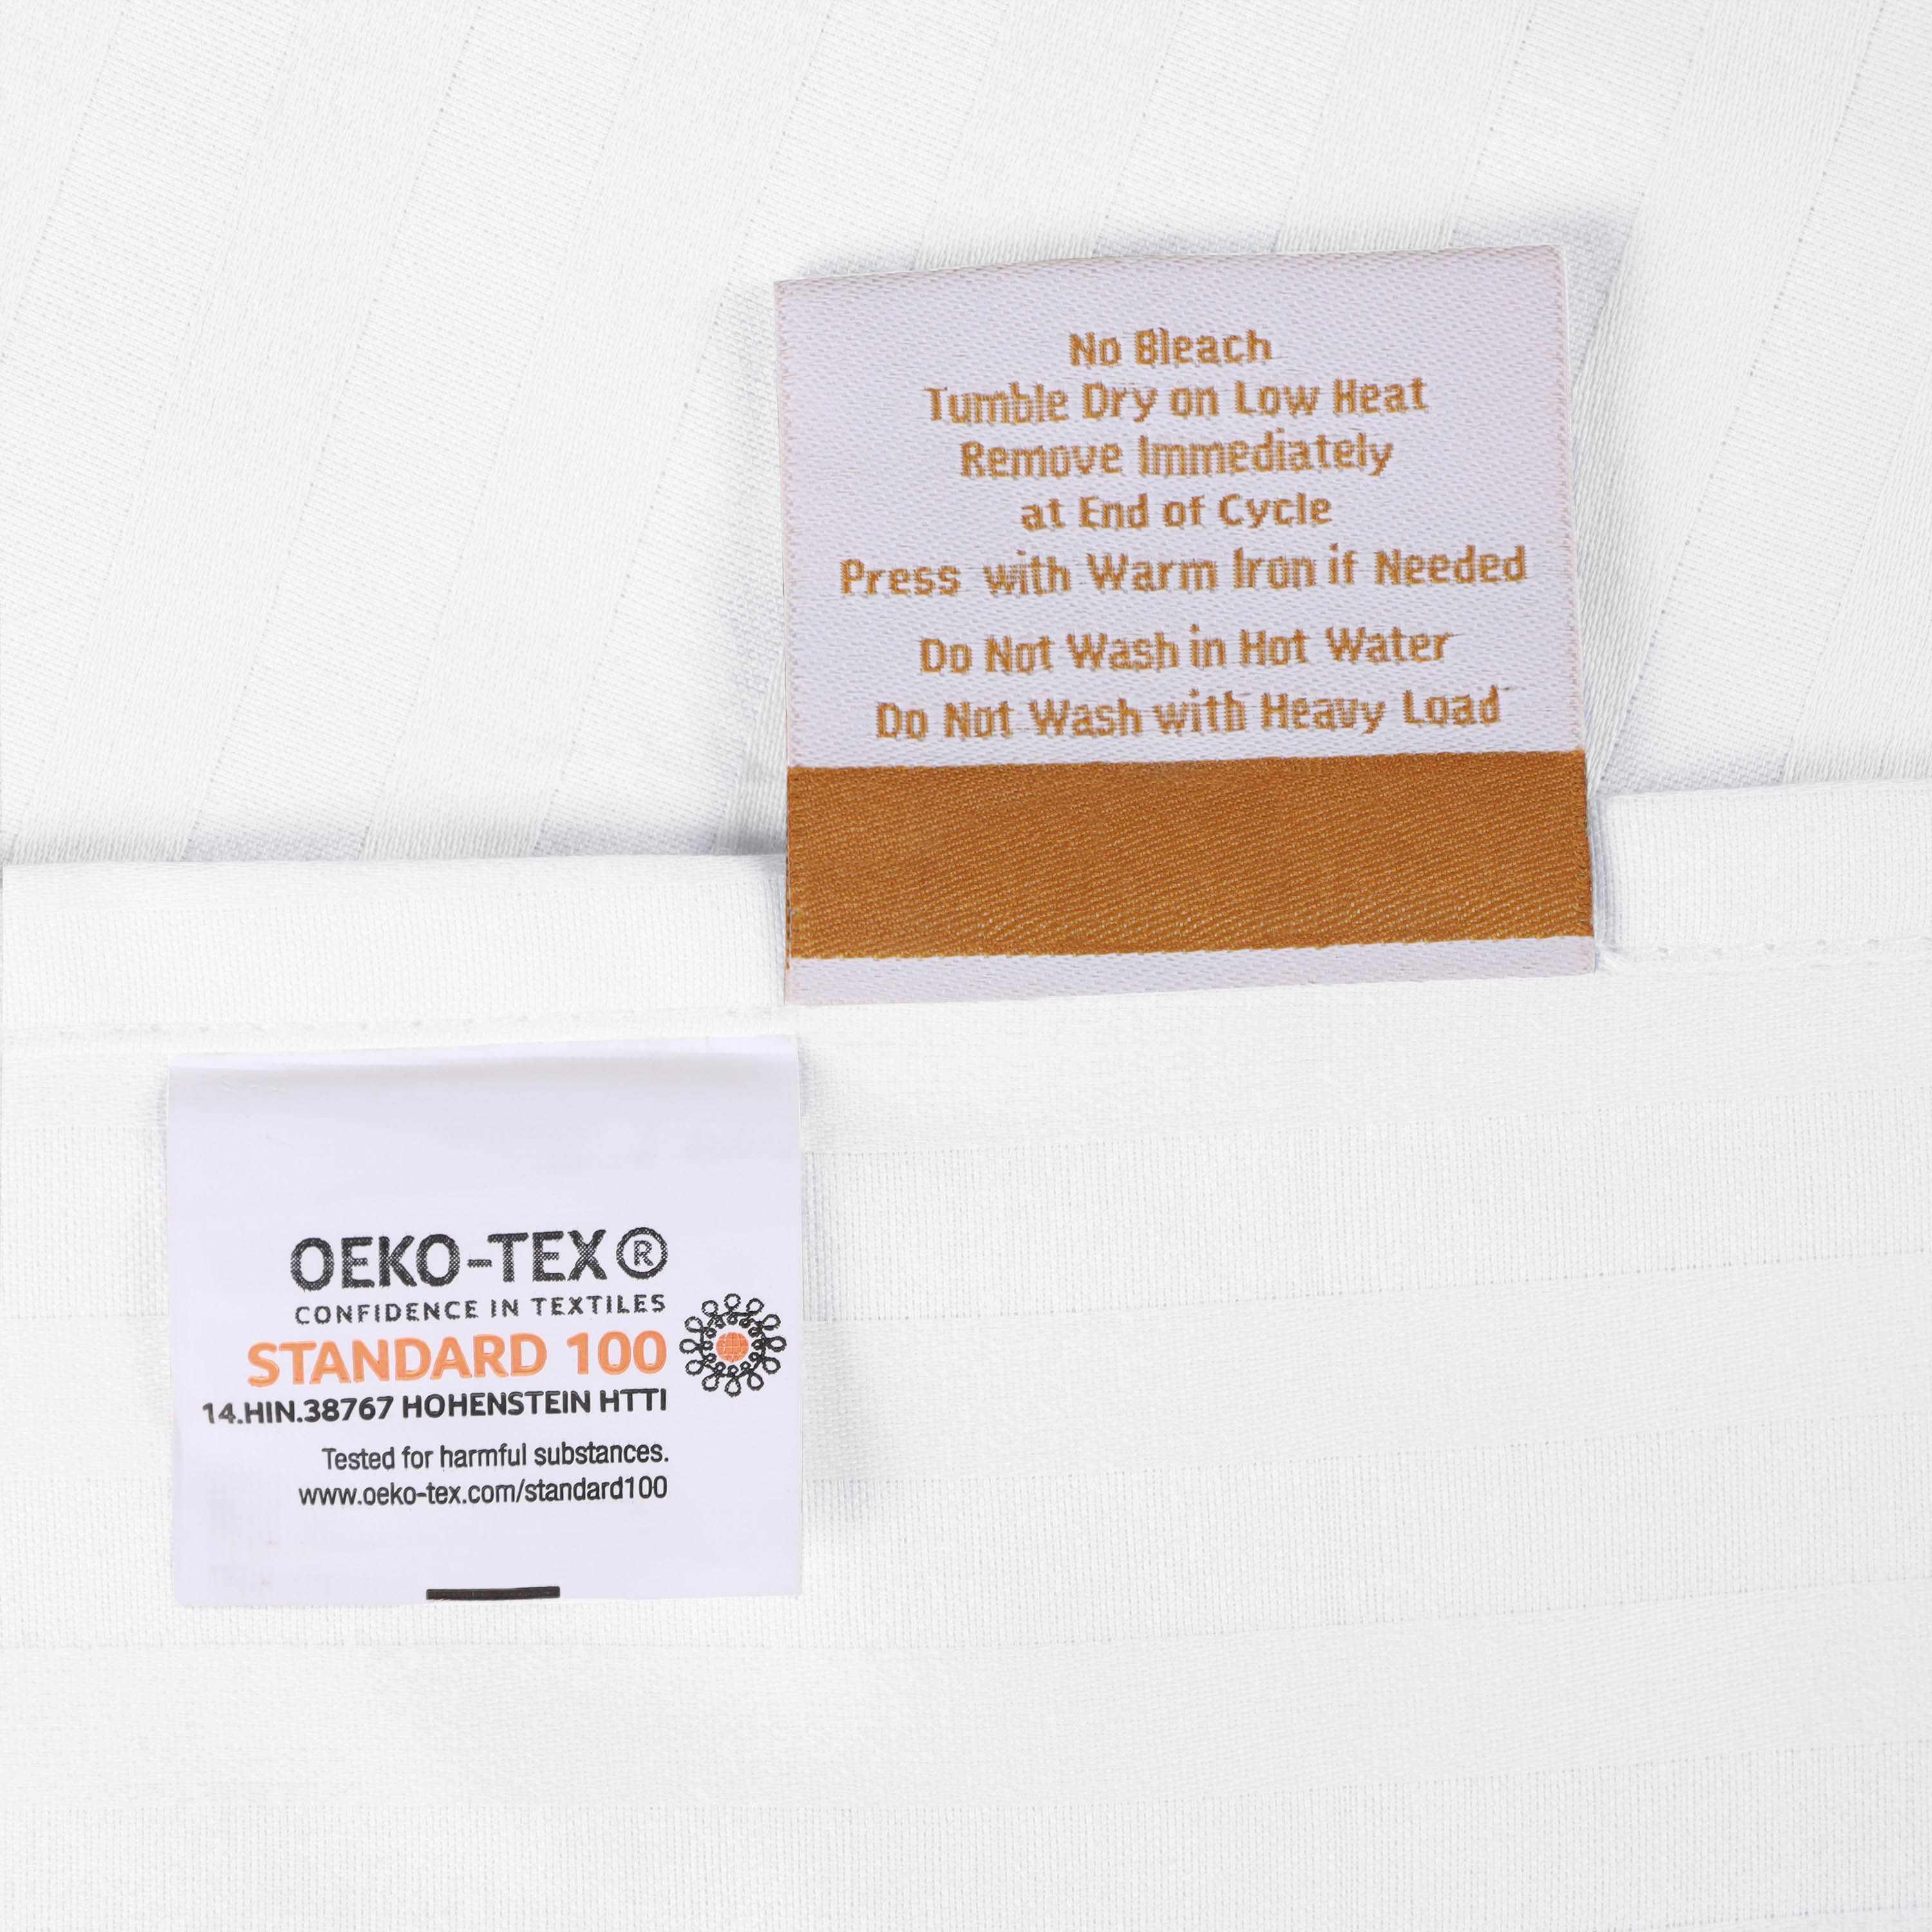 No Bleach
Tumble Dry on Low Heat
Remove Immediately
at End of Cycle
Press with Warm Iron if Needed
Do Not Wash in Hot Water
Do Not Wash with Heavy Load
OEKO-TEX®
CONFIDENCE IN TEXTILES
STANDARD 100
14.HIN.38767 HOHENSTEIN HTTI
Tested for harmful substances.
www.oeko-tex.com/standard100